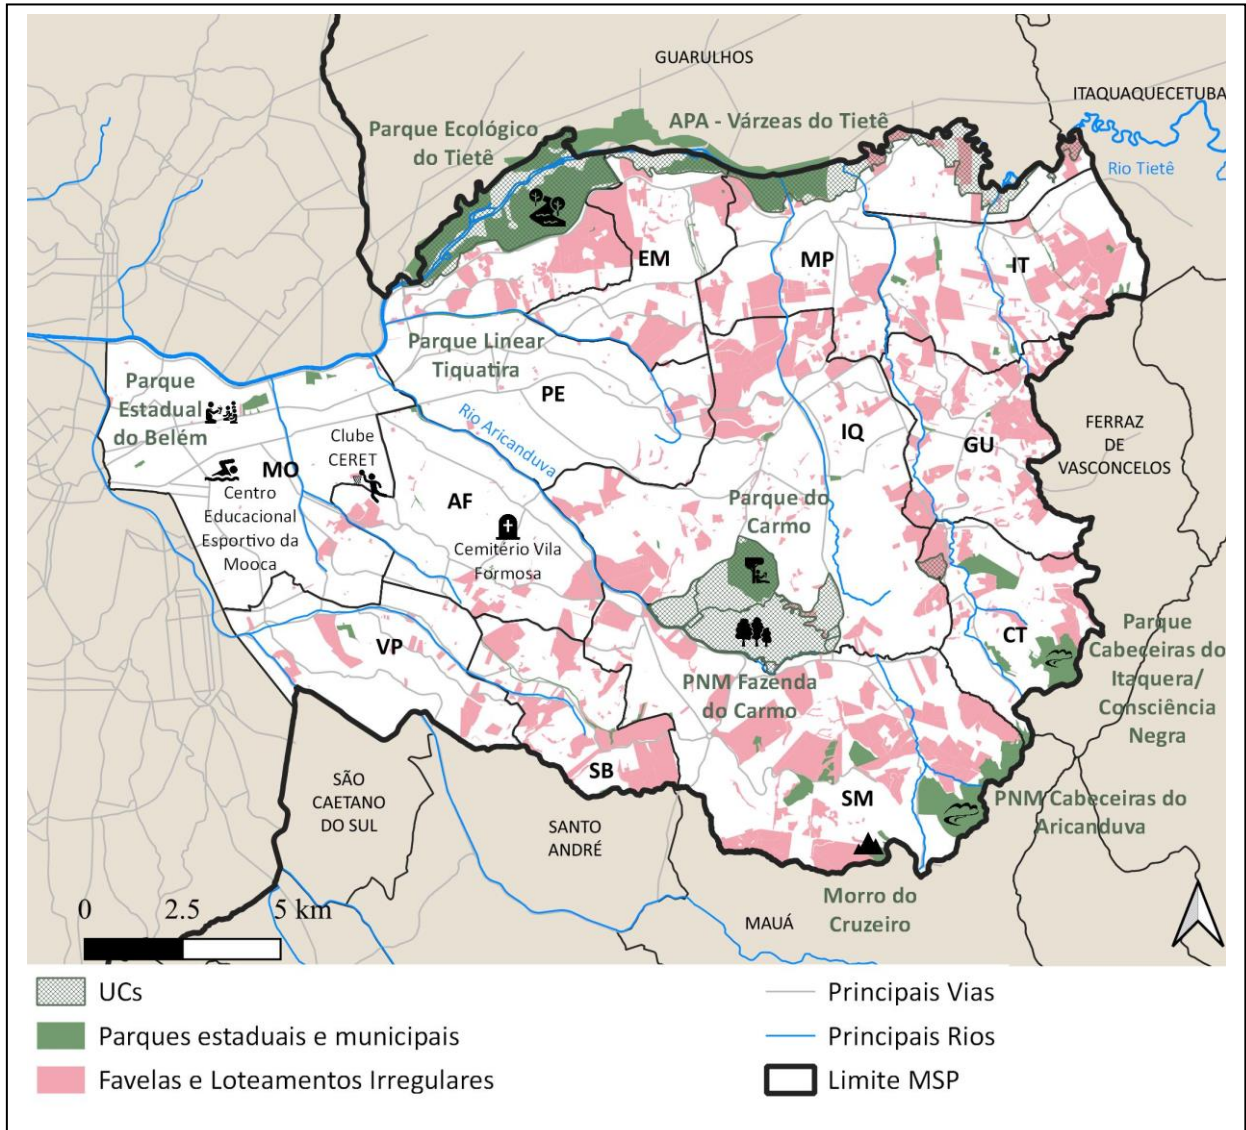 GUARULHOS
ITAQUAQUECETUBA
Parque Ecológico
do Tietê
APA - Várzeas do Tietê
Rio Tietê
EM
MP
IT
Parque Linear
Tiquatira
Parque
Estadual
do Belém
PE
Rio Aricanduva
IQ
GU
FERRAZ
DE
VASCONCELOS
Clube
CERET
MO
Centro
Educacional
Esportivo da
Mooca
AF
Cemitério Vila
Formosa
Parque do
Carmo
VP
CT
Parque
Cabeceiras do
Itaquera/
Consciência
Negra
PNM Fazenda
do Carmo
SB
SM
PNM Cabeceiras do
Aricanduva
SÃO
CAETANO
DO SUL
SANTO
ANDRÉ
MAUÁ
Morro do
Cruzeiro
0 2.5 5 km
UCs
Parques estaduais e municipais
Favelas e Loteamentos Irregulares
Principais Vias
Principais Rios
Limite MSP